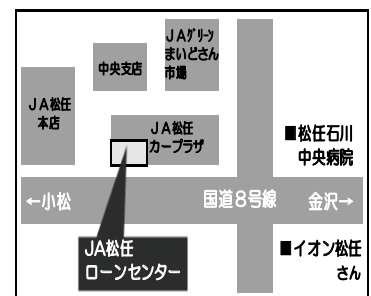 JAグリーン
まいどさん
市場
中央支店
JA松任
本店
JA松任
カープラザ
■松任石川
中央病院
←小松
国道8号線
金沢→
JA松任
ローンセンター
■イオン松任
さん